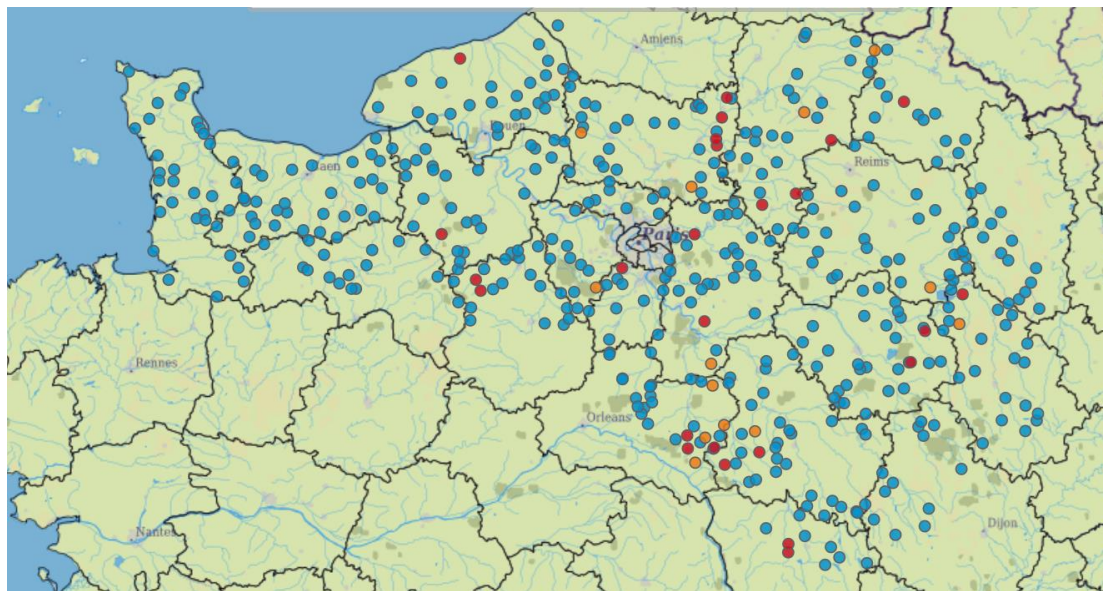 Amiens
Rouen
Reims
Caen
Paris
Rennes
Orleans
Nantes
Dijon